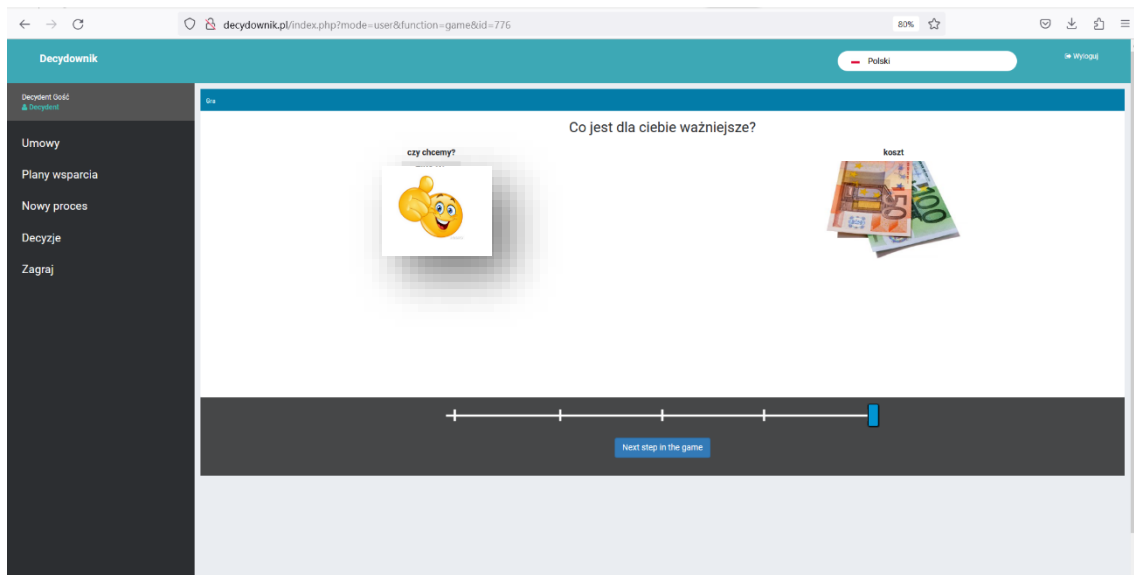 decydownik.pl/index.php?mode=user&function=game&id=776
80%
Decydownik
Polski
Wyloguj
Decydent Gość
Decydent
Umowy
Plany wsparcia
Nowy proces
Decyzje
Zagraj
Gra
Co jest dla ciebie ważniejsze?
czy chcemy?
koszt
50
100
Next step in the game